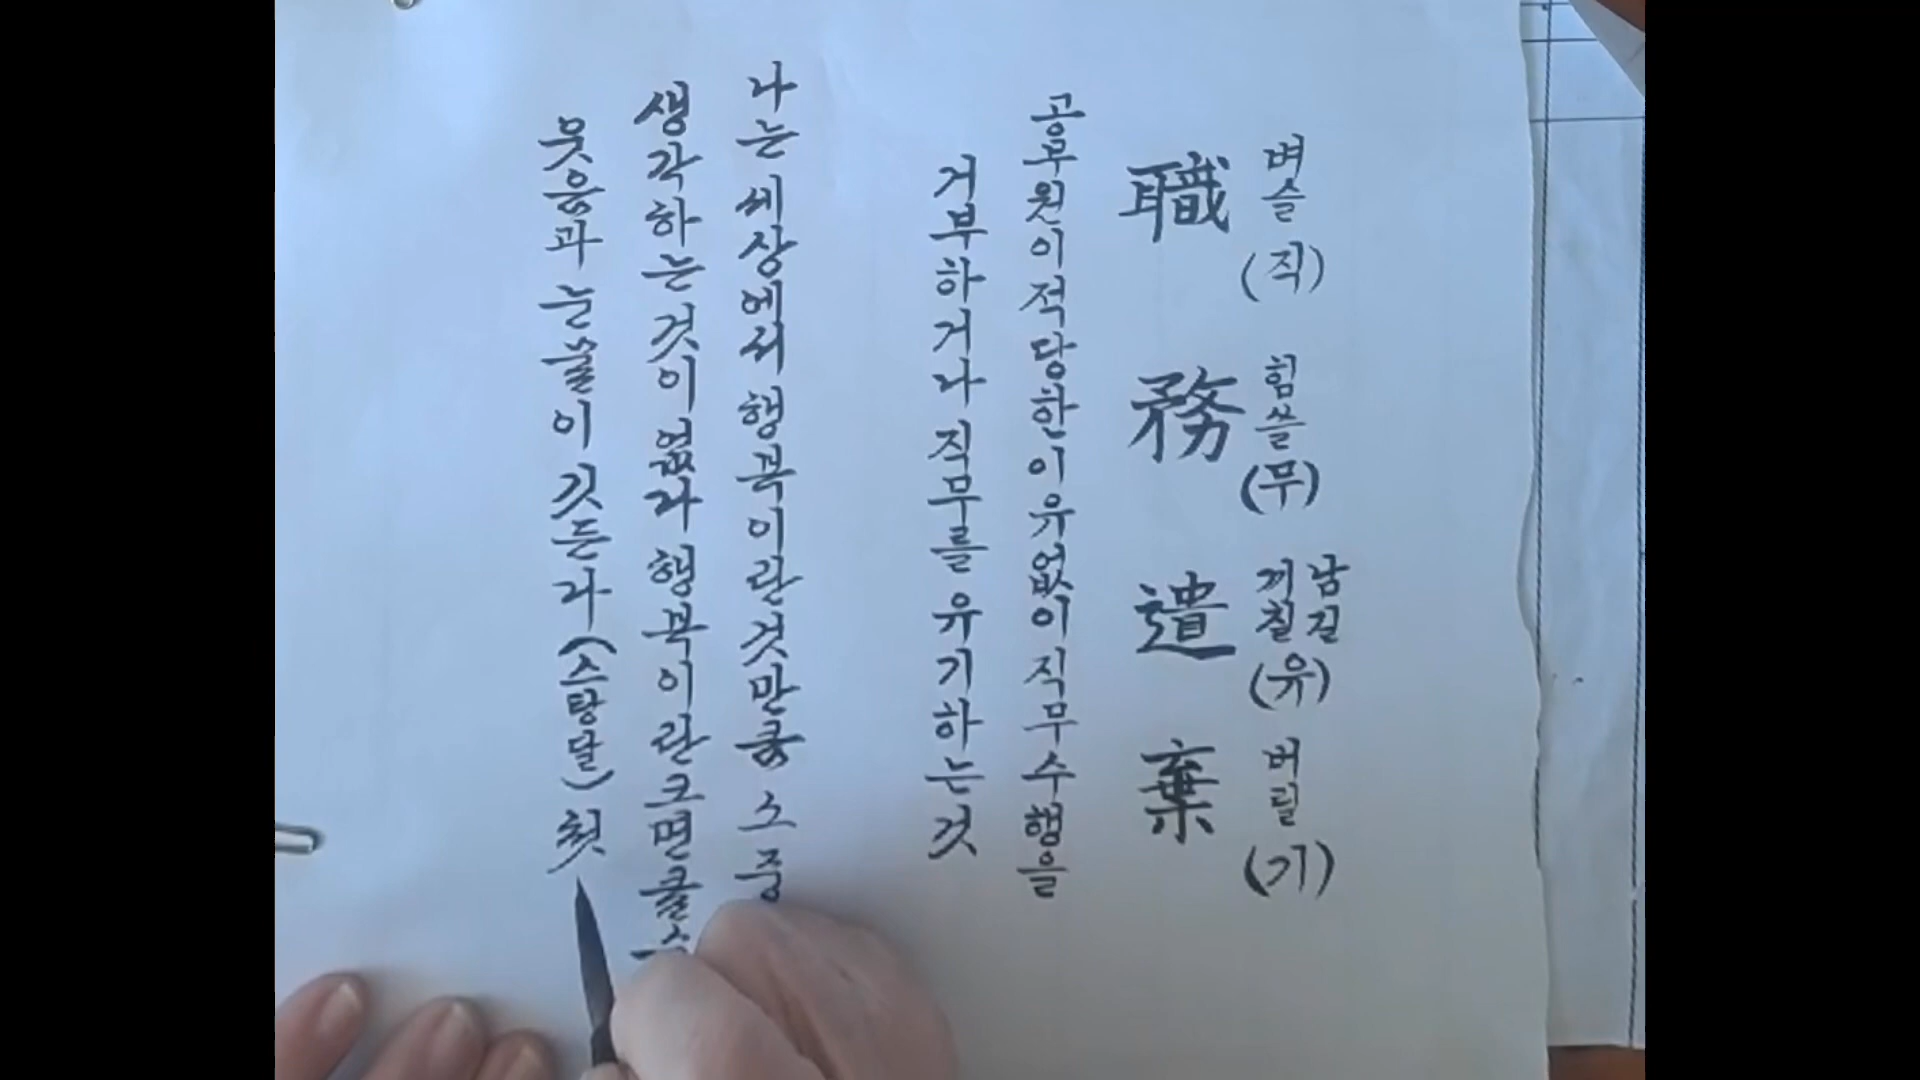 벼슬 (직) 힘쓸 (무) 끼칠 남길 (유) 버릴 (기)
職 務 遺 棄
공무원이 적당한 이유없이 직무수행을
거부하거나 직무를 유기하는 것
나는 세상에서 행복이란 것만큼 소중
생각하는 것이 없다 행복이란 크면 클수
웃음과 눈물이 깃든다 (스탕달) 첫